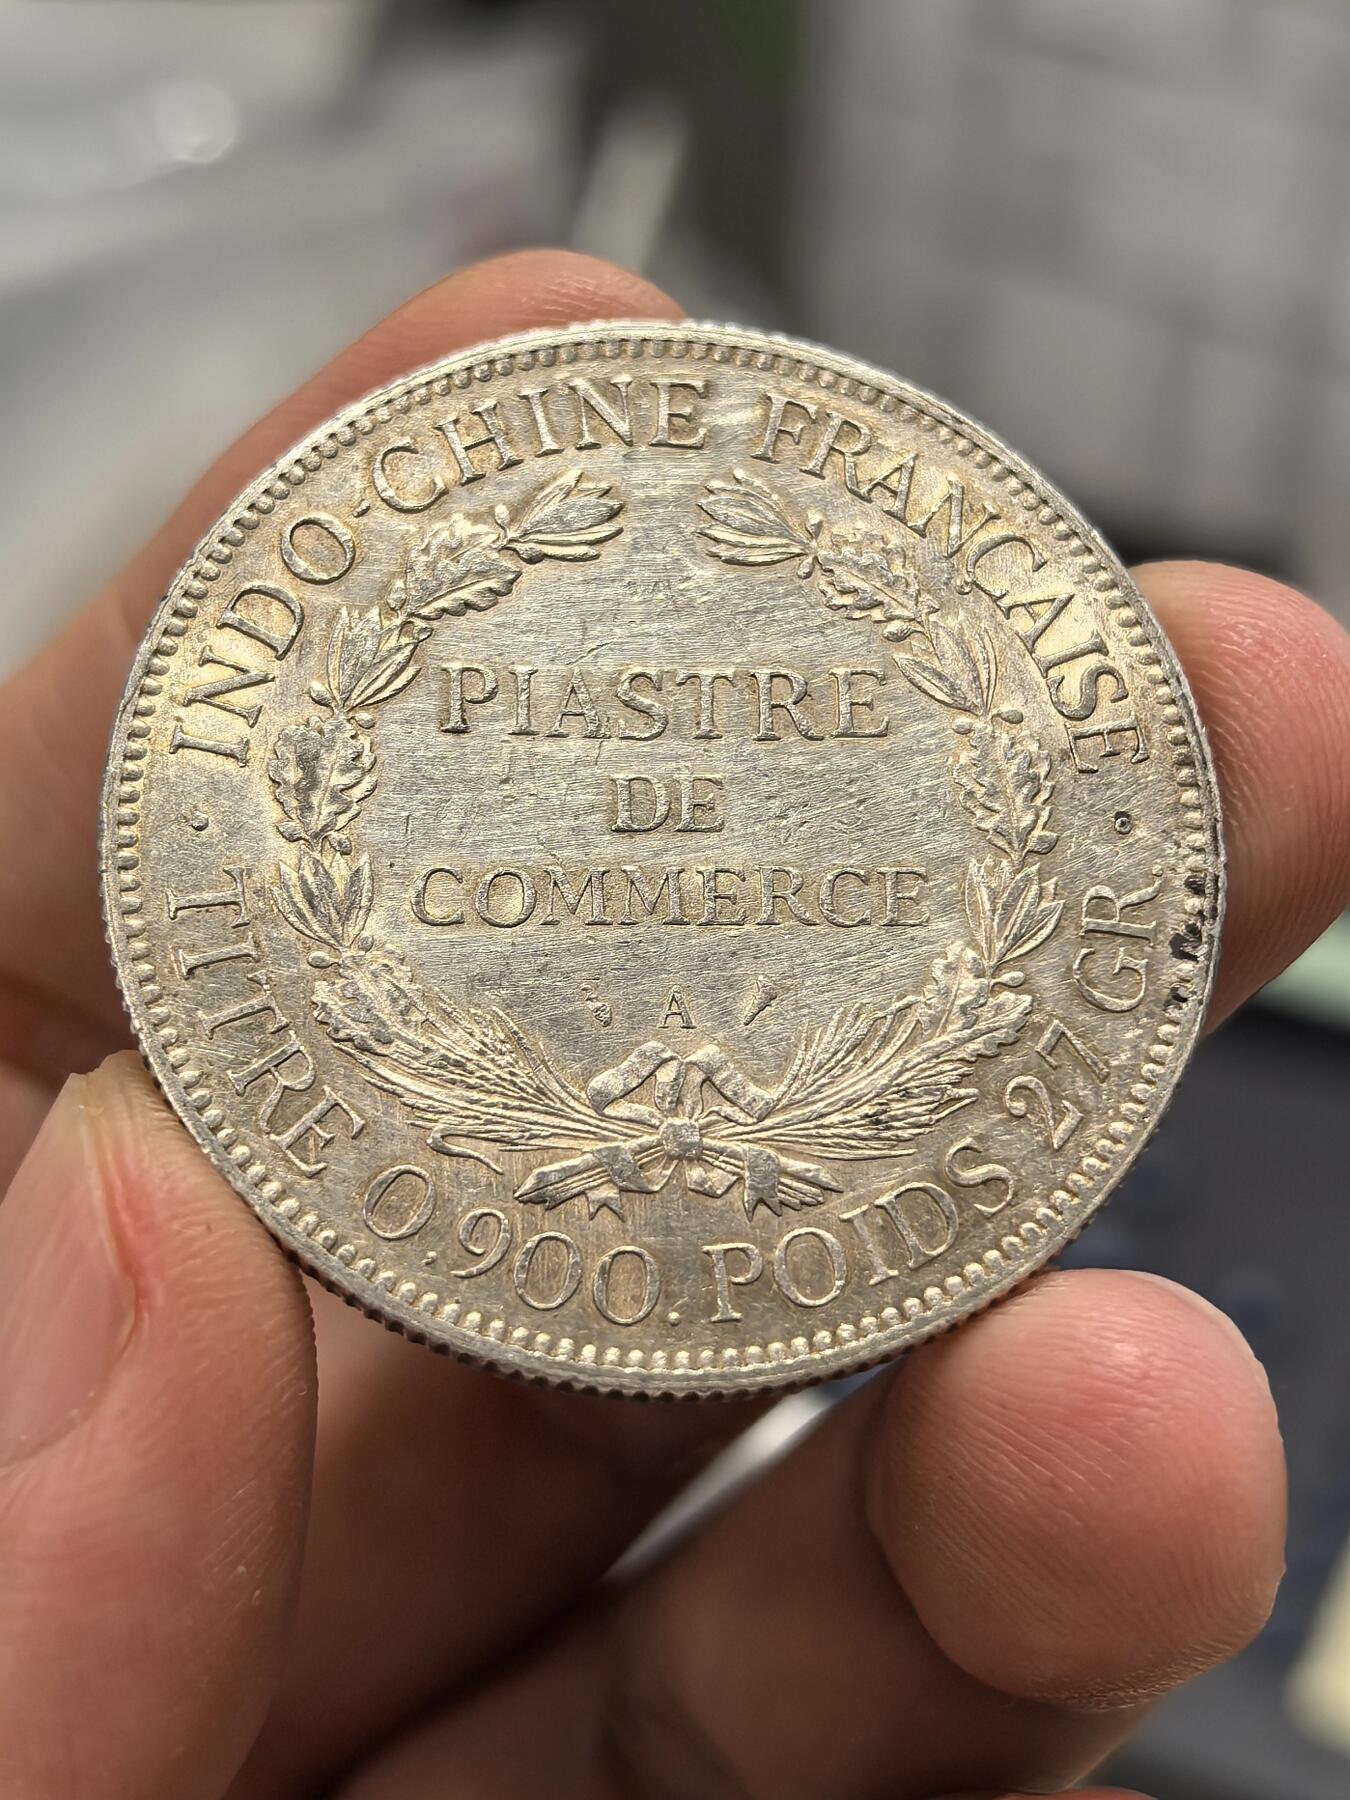 INDO-CHINE FRANÇAISE
PIASTRE
DE
COMMERCE
A
TITRE 0,900. POIDS 27 GR.